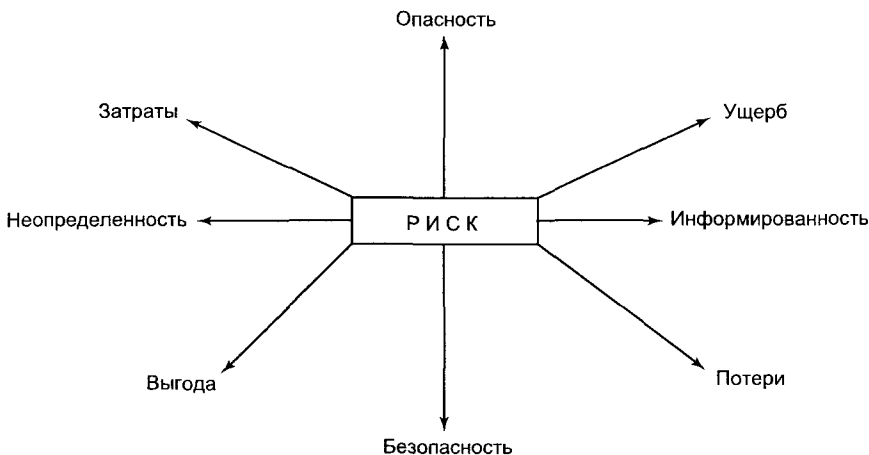 Опасность
Затраты
Ущерб
Неопределенность
РИСК
Информированность
Выгода
Потери
Безопасность